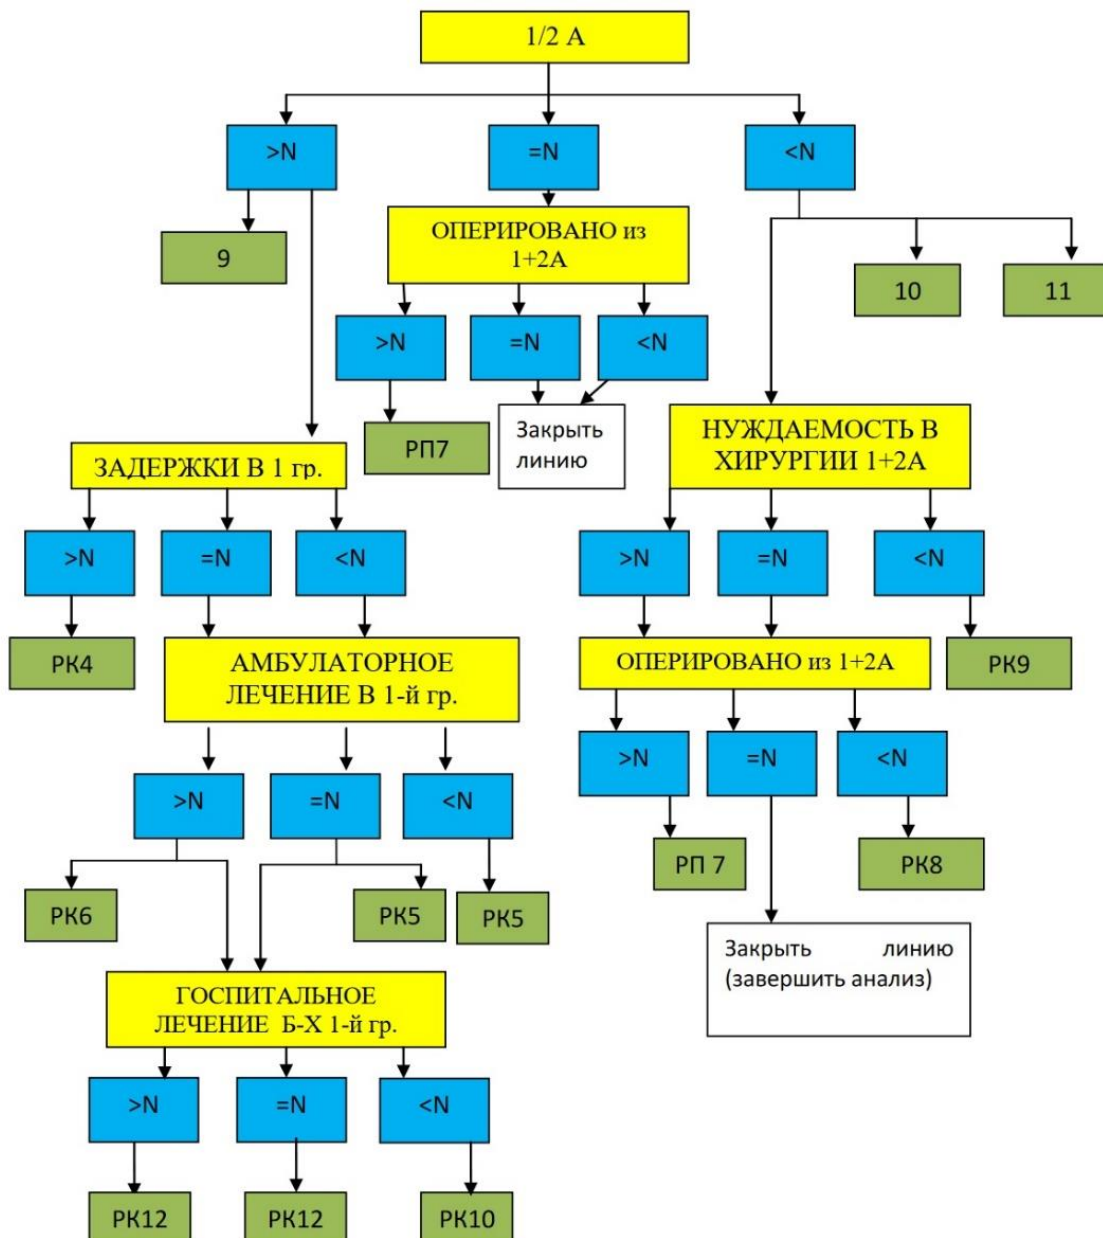 1/2 А
>N
=N
<N
9
ОПЕРИРОВАНО из
1+2А
10
11
>N
=N
<N
РП7
Закрыть
линию
НУЖДАЕМОСТЬ В
ХИРУРГИИ 1+2А
ЗАДЕРЖКИ В 1 гр.
>N
=N
<N
>N
=N
<N
РК4
АМБУЛАТОРНОЕ
ЛЕЧЕНИЕ В 1-й гр.
ОПЕРИРОВАНО из 1+2А
РК9
>N
=N
<N
>N
=N
<N
РК6
РК5
РК5
РП 7
РК8
Закрыть линию
(завершить анализ)
ГОСПИТАЛЬНОЕ
ЛЕЧЕНИЕ Б-Х 1-й гр.
>N
=N
<N
РК12
РК12
РК10